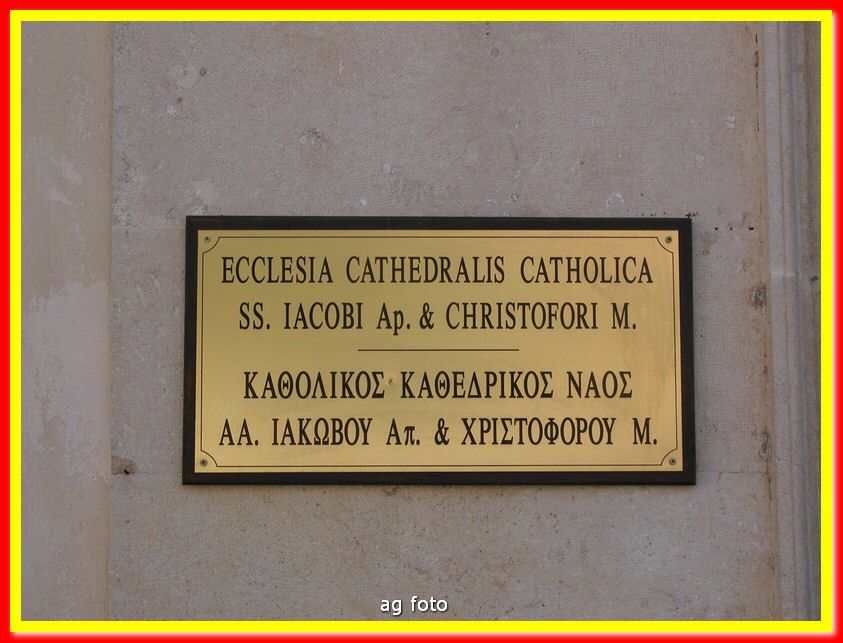 ECCLESIA CATHEDRALIS CATHOLICA
SS. IACOBI Ap. & CHRISTOFORI M.
ΚΑΘΟΛΙΚΟΣ ΚΑΘΕΔΡΙΚΟΣ ΝΑΟΣ
ΑΑ. ΙΑΚΩΒΟΥ Απ. & ΧΡΙΣΤΟΦΟΡΟΥ Μ.
ag foto